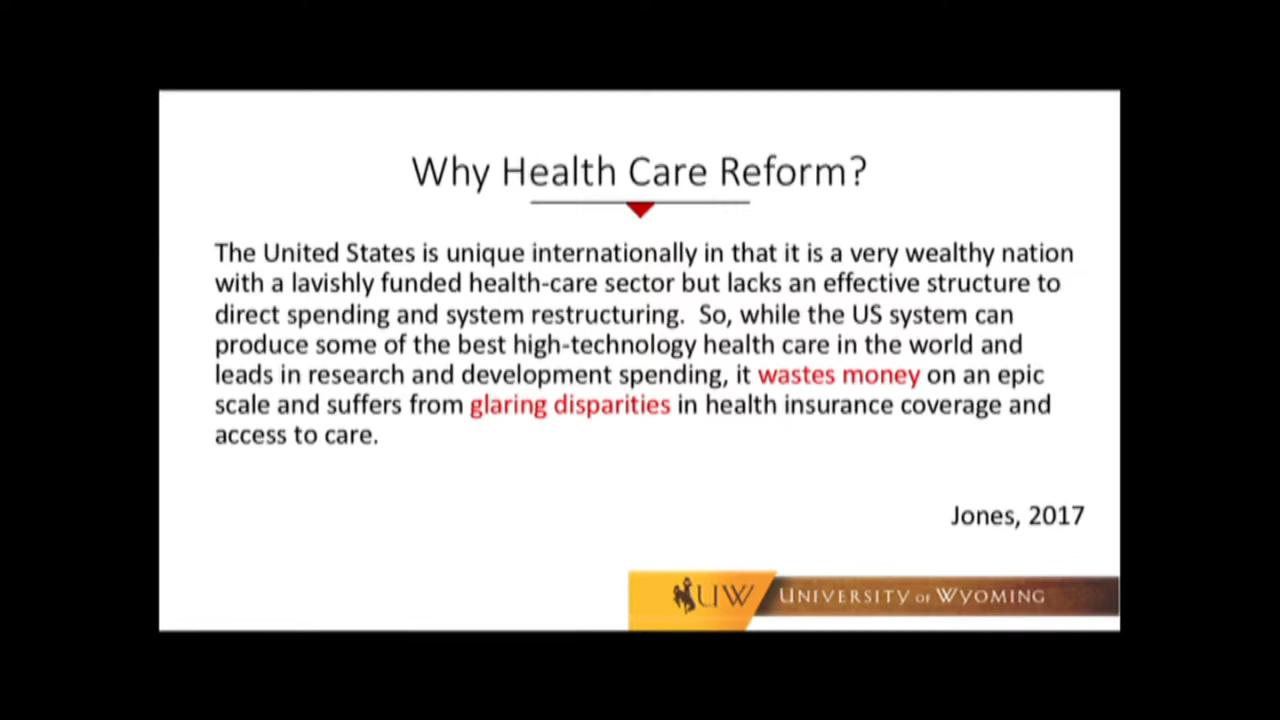 Why Health Care Reform?
The United States is unique internationally in that it is a very wealthy nation
with a lavishly funded health-care sector but lacks an effective structure to
direct spending and system restructuring.  So, while the US system can
produce some of the best high-technology health care in the world and
leads in research and development spending, it wastes money on an epic
scale and suffers from glaring disparities in health insurance coverage and
access to care.
Jones, 2017
UW UNIVERSITY OF WYOMING